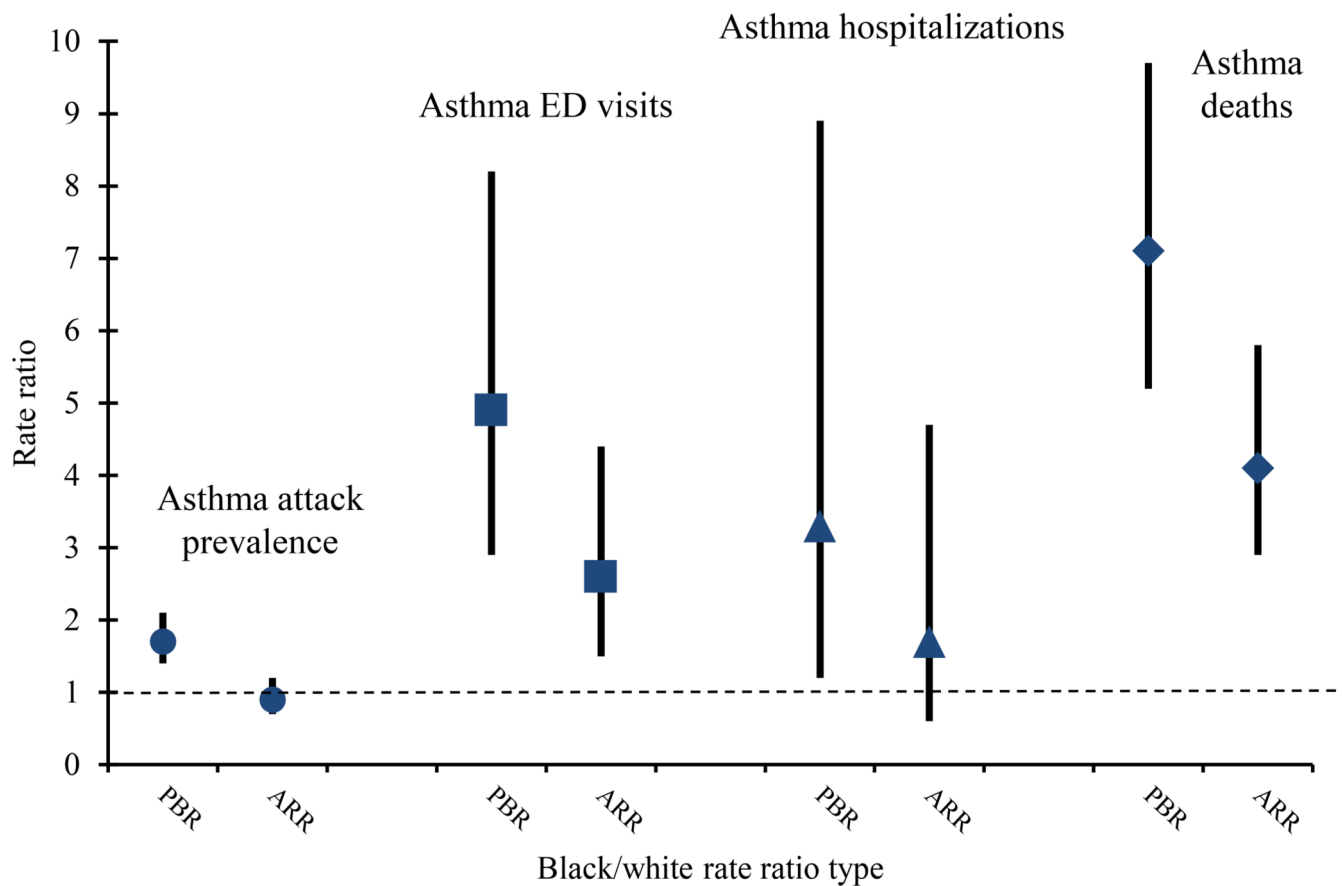 Asthma hospitalizations
Asthma
deaths
Asthma ED visits
Asthma attack
prevalence
Rate ratio
10
9
8
7
6
5
4
3
2
1
0
PBR
ARR
PBR
ARR
PBR
ARR
PBR
ARR
Black/white rate ratio type